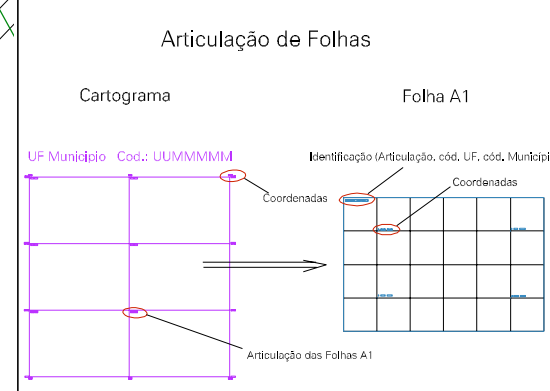 Articulação de Folhas
Cartograma
Folha A1
UF Município Cod.: UUMMMMM
Identificação (Articulação, cód. UF, cód. Municípi
Coordenadas
Coordenadas
Articulação das Folhas A1